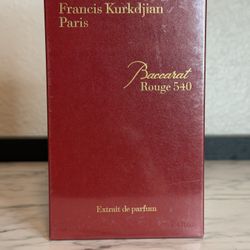 Francis Kurkdjian
Paris
Baccarat
Rouge 540
Extrait de parfum